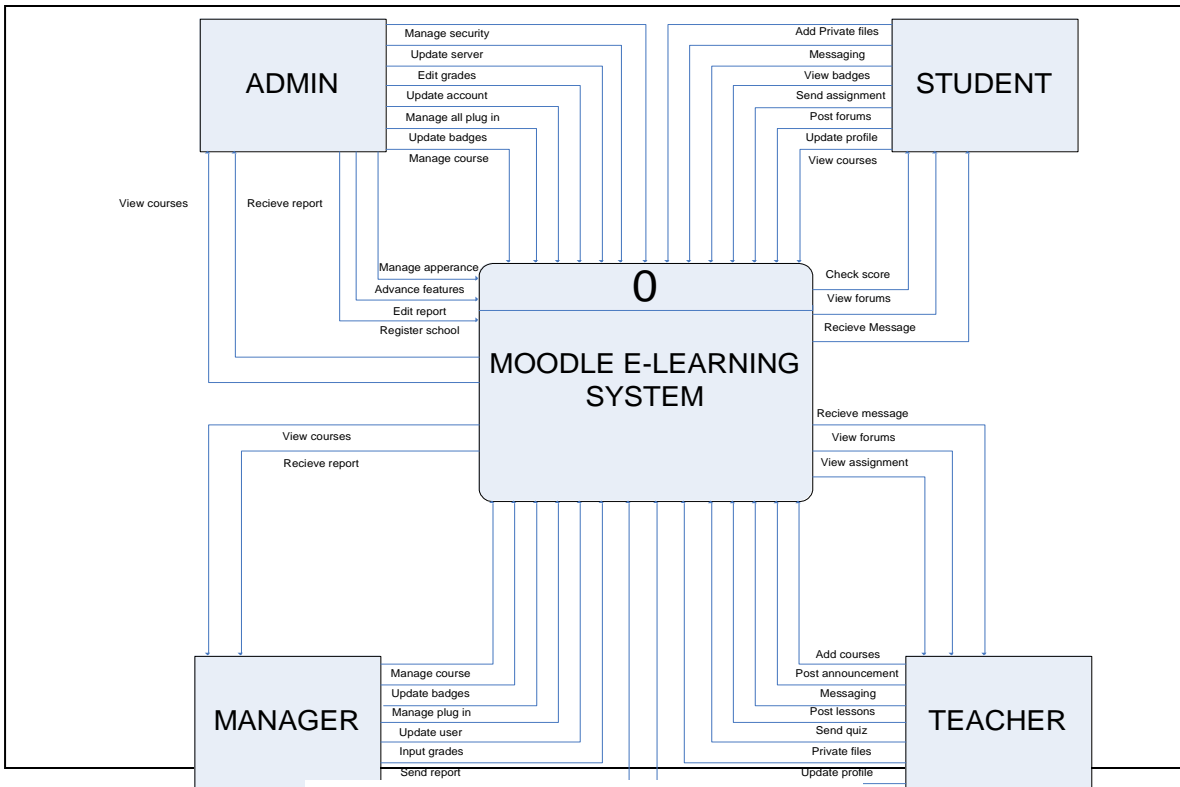 ADMIN
Manage security
Update server
Edit grades
Update account
Manage all plug in
Update badges
Manage course
Add Private files
Messaging
View badges
Send assignment
Post forums
Update profile
View courses
STUDENT
View courses
Recieve report
Manage apperance
Advance features
Edit report
Register school
0
MOODLE E-LEARNING
SYSTEM
Check score
View forums
Recieve Message
View courses
Recieve report
Recieve message
View forums
View assignment
MANAGER
Manage course
Update badges
Manage plug in
Update user
Input grades
Send report
Add courses
Post announcement
Messaging
Post lessons
Send quiz
Private files
Update profile
TEACHER